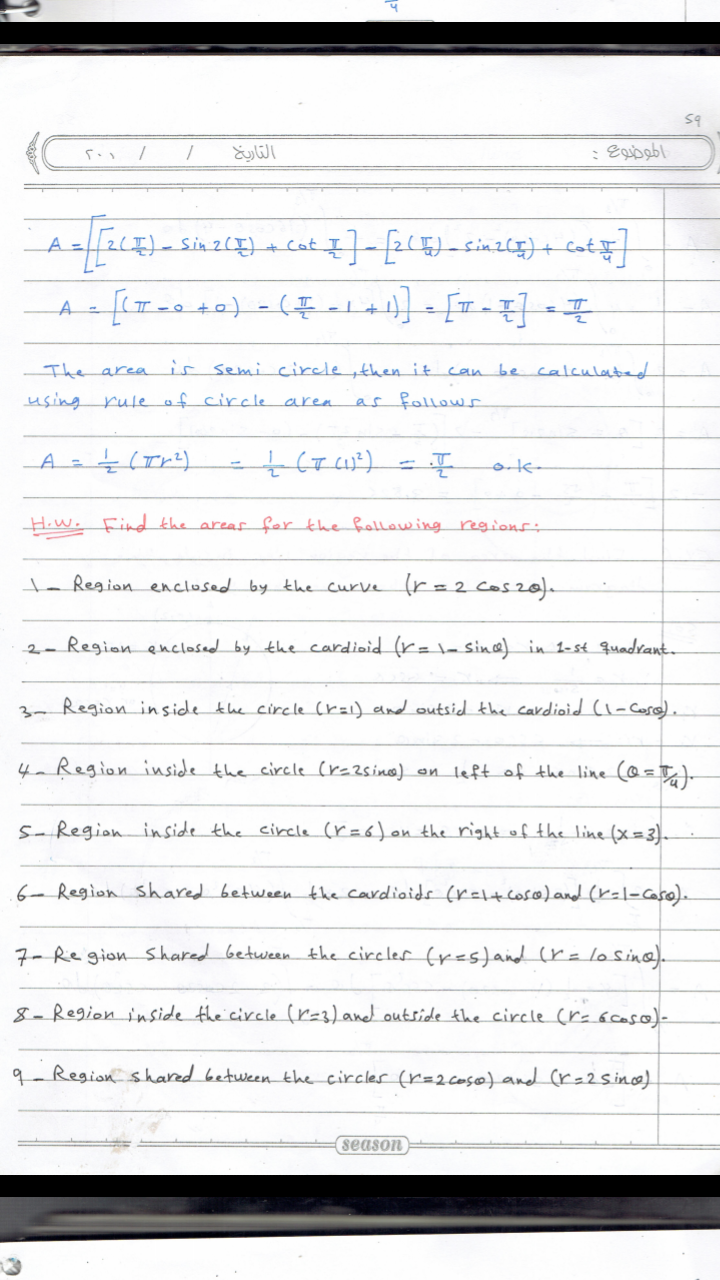 π/4
59
الموضوع :
التاريخ / / ٢٠٠١
A = [[2(π/2) - sin 2(π/2) + cot π/2] - [2(π/4) - sin 2(π/4) + cot π/4]
A = [(π - 0 + 0) - (π/2 - 1 + 1)] = [π - π/2] = π/2
The area is semi circle, then it can be calculated
using rule of circle area as follows
A = 1/2 (πr²) = 1/2 (π(1)²) = π/2 o.k.
H.W. Find the areas for the following regions:
1- Region enclosed by the curve (r = 2 cos 2θ).
2- Region enclosed by the cardioid (r = 1 - sinθ) in 1-st quadrant.
3- Region inside the circle (r=1) and outsid the cardioid (1 - cosθ).
4- Region inside the circle (r=2sinθ) on left of the line (θ = π/4).
5- Region inside the circle (r=6) on the right of the line (x=3).
6- Region shared between the cardioids (r=1+cosθ) and (r=1-cosθ).
7- Region shared between the circles (r=5) and (r = 10 sinθ).
8- Region inside the circle (r=3) and outside the circle (r= 6cosθ)-
9- Region shared between the circles (r=2cosθ) and (r=2sinθ)
season